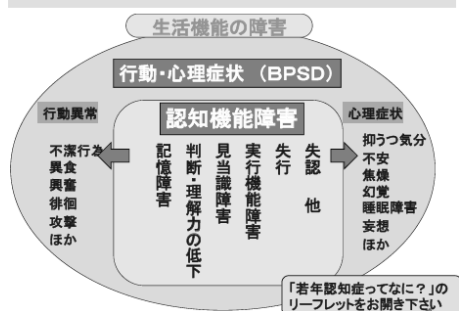 生活機能の障害
行動・心理症状（BPSD）
行動異常
不潔行為
異食
興奮
徘徊
攻撃
ほか
認知機能障害
記憶障害
判断・理解力の低下
見当識障害
実行機能障害
失行
失認　他
心理症状
抑うつ気分
不安
焦燥
幻覚
睡眠障害
妄想
ほか
「若年認知症ってなに？」の
リーフレットをお開き下さい